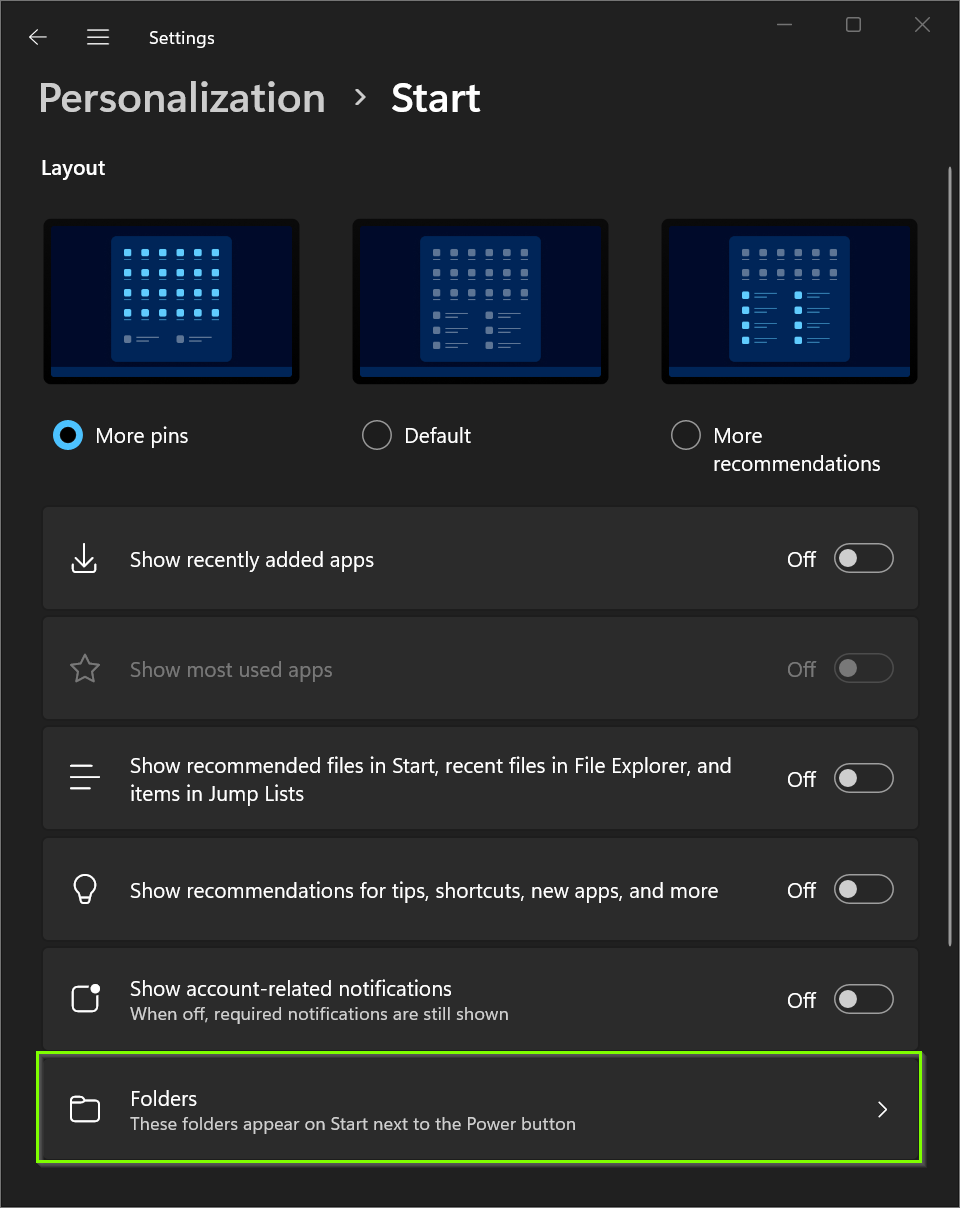 Settings
Personalization > Start
Layout
More pins
Default
More
recommendations
Show recently added apps
Off
Show most used apps
Off
Show recommended files in Start, recent files in File Explorer, and
items in Jump Lists
Off
Show recommendations for tips, shortcuts, new apps, and more
Off
Show account-related notifications
When off, required notifications are still shown
Off
Folders
These folders appear on Start next to the Power button